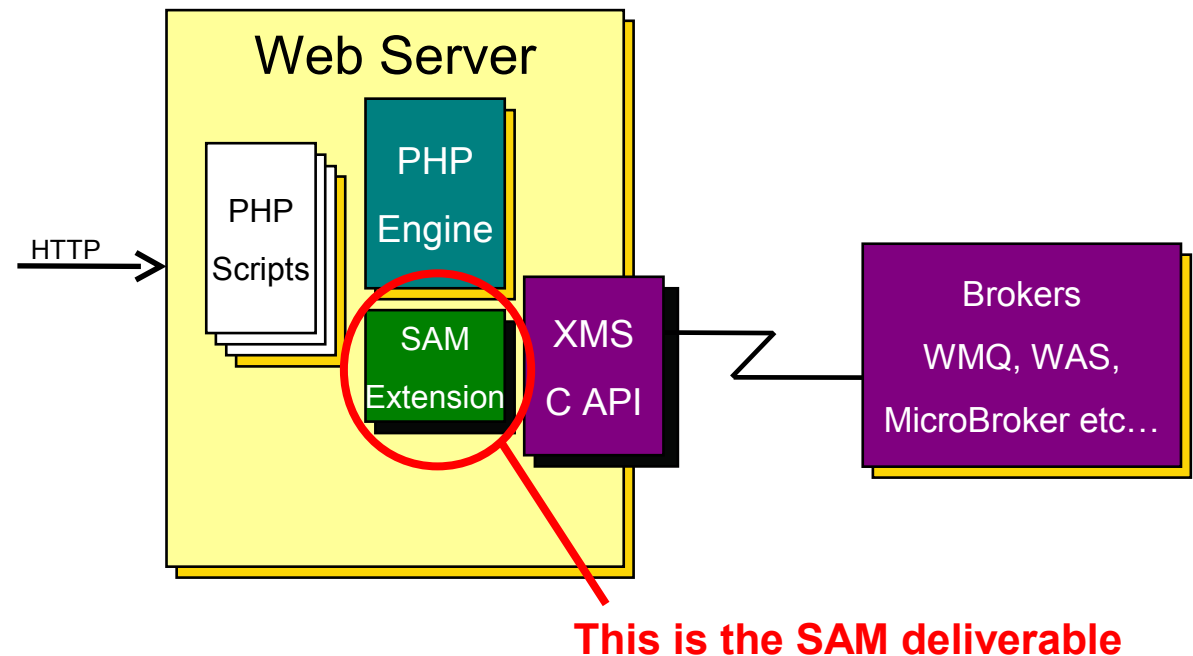 Web Server
HTTP
PHP
Scripts
PHP
Engine
SAM
Extension
XMS
C API
Brokers
WMQ, WAS,
MicroBroker etc…
This is the SAM deliverable